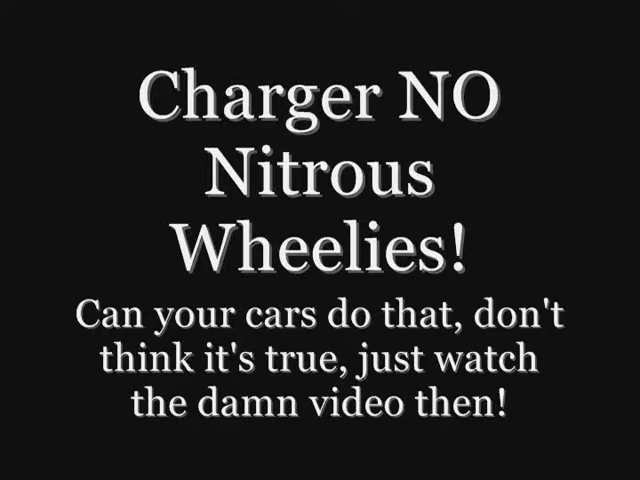 Charger NO
Nitrous
Wheelies!
Can your cars do that, don't
think it's true, just watch
the damn video then!